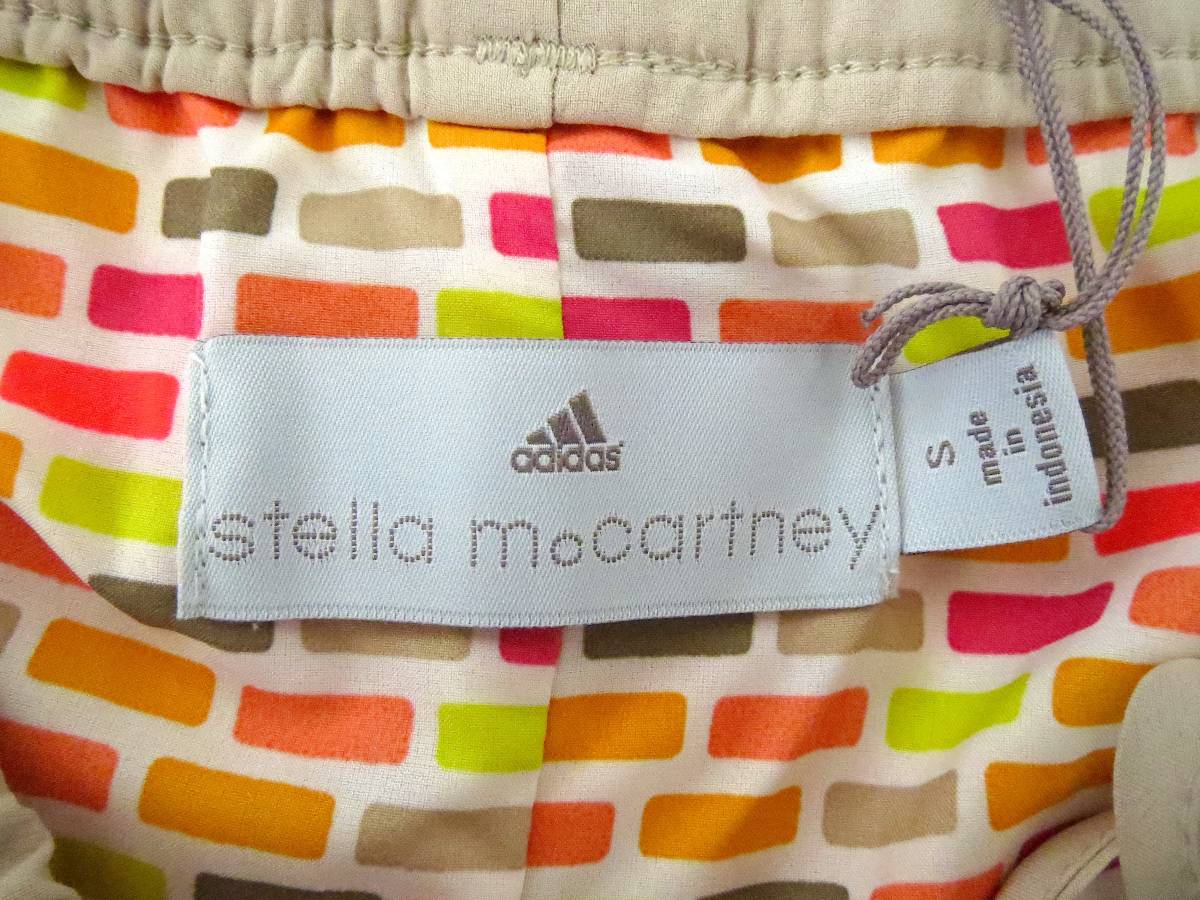 adidas
stella mccartney
S
made
in
indonesia